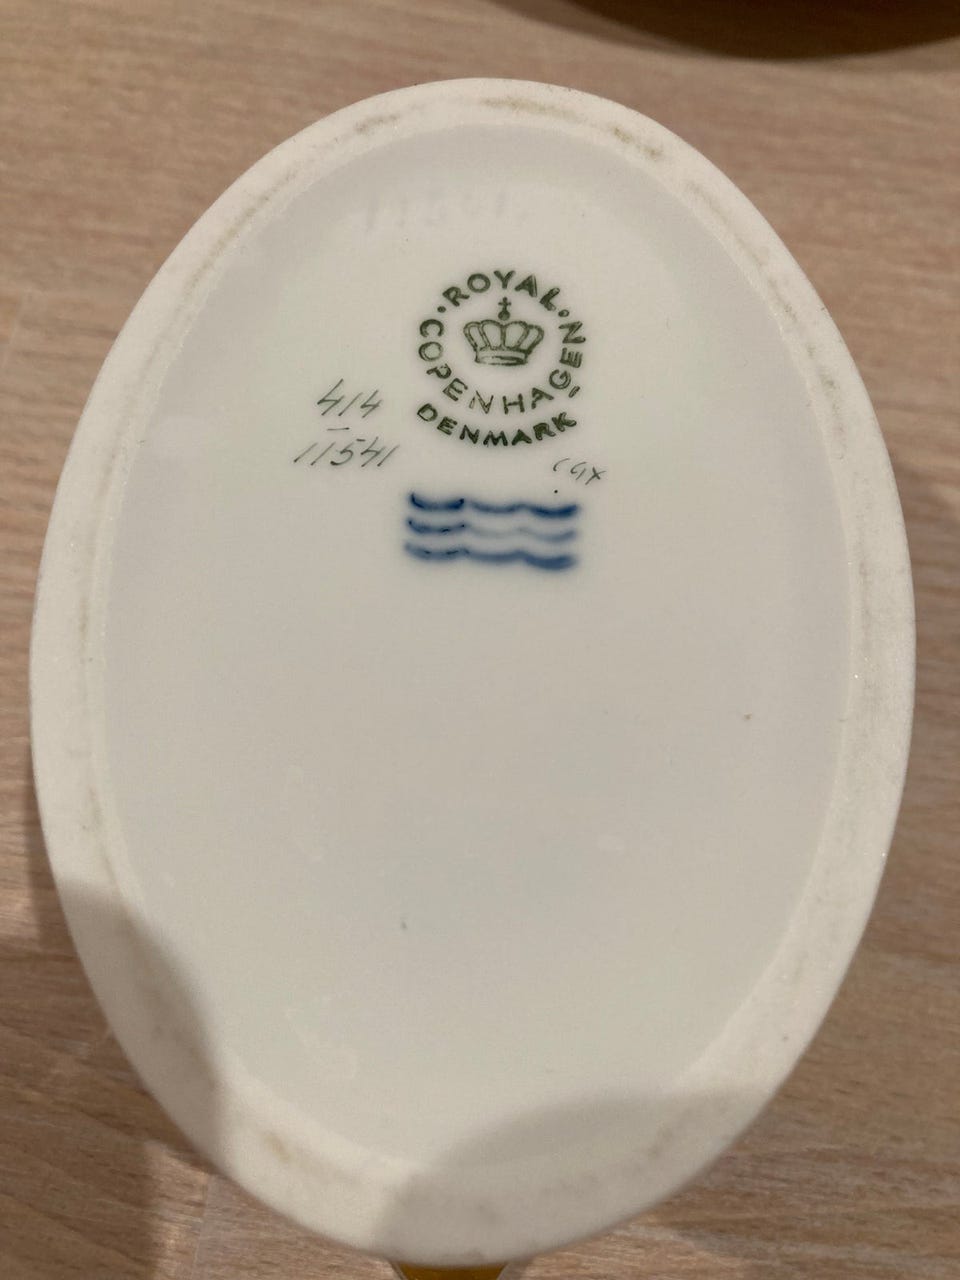 ROYAL
COPENHAGEN
DENMARK
414
11541